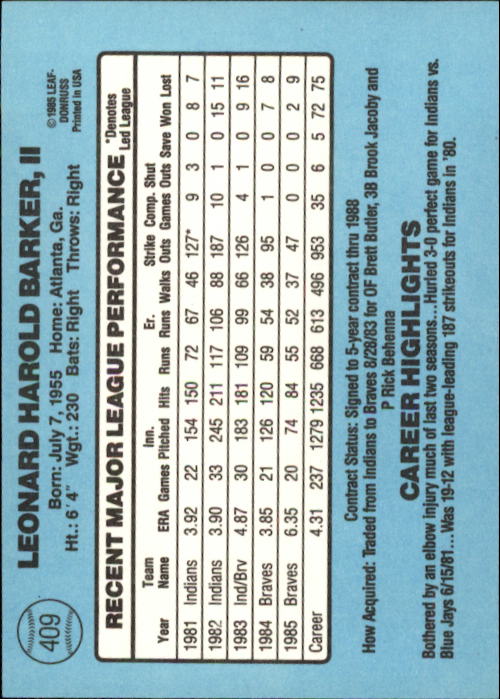 409
LEONARD HAROLD BARKER, II
Born: July 7, 1955 Home: Atlanta, Ga.
Ht.: 6' 4" Wgt.: 230 Bats: Right Throws: Right
© 1985 LEAF-
DONRUSS
Printed in USA
RECENT MAJOR LEAGUE PERFORMANCE *Denotes
Led League
Team Inn. Er. Strike Comp. Shut
Year Name ERA Games Pitched Hits Runs Runs Walks Outs Games Outs Save Won Lost
1981 Indians 3.92 22 154 150 72 67 46 127* 9 3 0 8 7
1982 Indians 3.90 33 245 211 117 106 88 187 10 1 0 15 11
1983 Ind/Brv 4.87 30 183 181 109 99 66 126 4 1 0 9 16
1984 Braves 3.85 21 126 120 59 54 38 95 1 0 0 7 8
1985 Braves 6.35 20 74 84 55 52 37 47 0 0 0 2 9
Career 4.31 237 1279 1235 668 613 496 953 35 6 5 72 75
Contract Status: Signed to 5-year contract thru 1988
How Acquired: Traded from Indians to Braves 8/28/83 for OF Brett Butler, 3B Brook Jacoby and
P Rick Behenna
CAREER HIGHLIGHTS
Bothered by an elbow injury much of last two seasons...Hurled 3-0 perfect game for Indians vs.
Blue Jays 6/15/81...Was 19-12 with league-leading 187 strikeouts for Indians in '80.